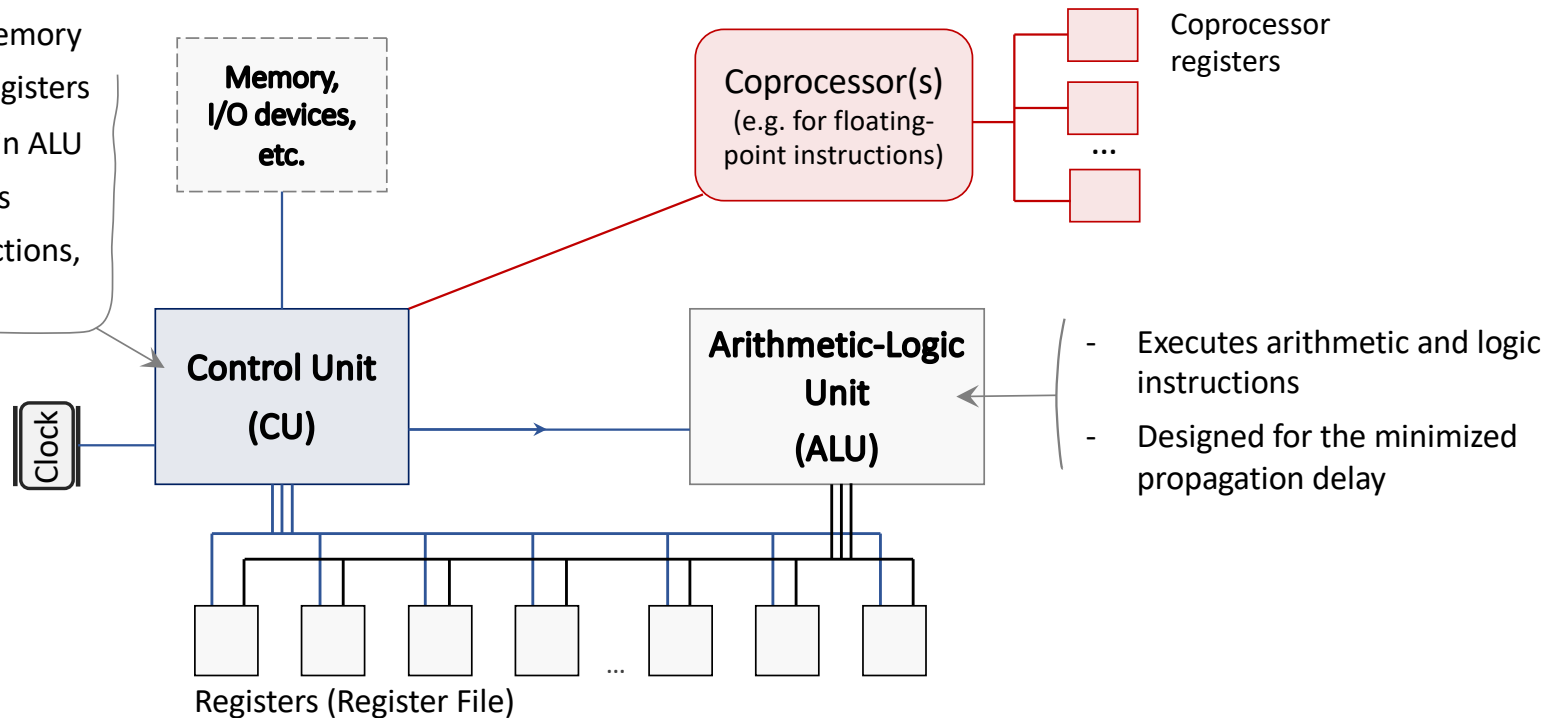 emory
egisters
n ALU
s
ctions,
Memory,
I/O devices,
etc.
Coprocessor(s)
(e.g. for floating-
point instructions)
...
Coprocessor
registers
Control Unit
(CU)
Clock
Arithmetic-Logic
Unit
(ALU)
- Executes arithmetic and logic
instructions
- Designed for the minimized
propagation delay
...
Registers (Register File)